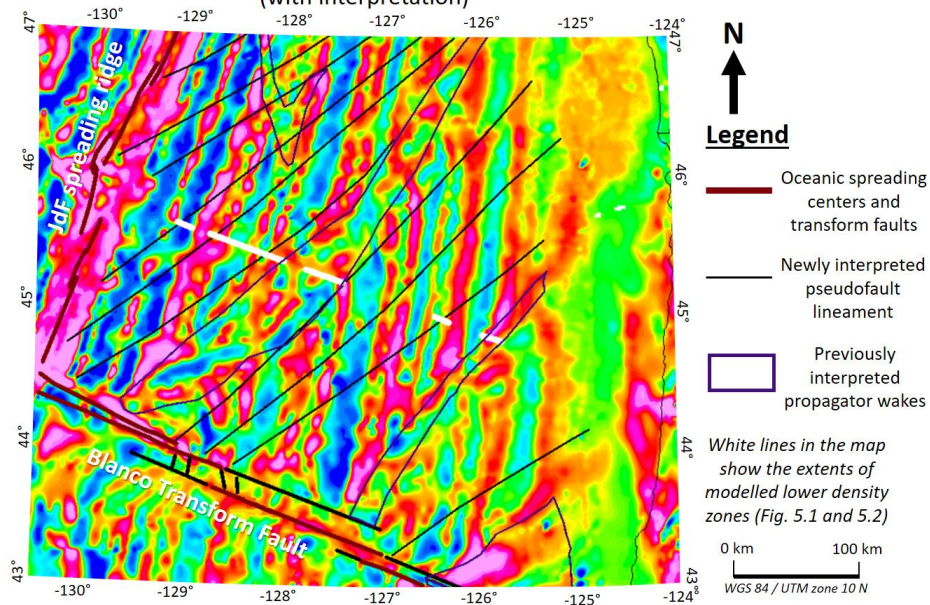 (with interpretation)
-130° -129° -128° -127° -126° -125° -124°
47° 47°
JdF spreading ridge
46° 46°
45° 45°
44° 44°
Blanco Transform Fault
43° 43°
-130° -129° -128° -127° -126° -125° -124°
N
Legend
Oceanic spreading
centers and
transform faults
Newly interpreted
pseudofault
lineament
Previously
interpreted
propagator wakes
White lines in the map
show the extents of
modelled lower density
zones (Fig. 5.1 and 5.2)
0 km 100 km
WGS 84 / UTM zone 10 N